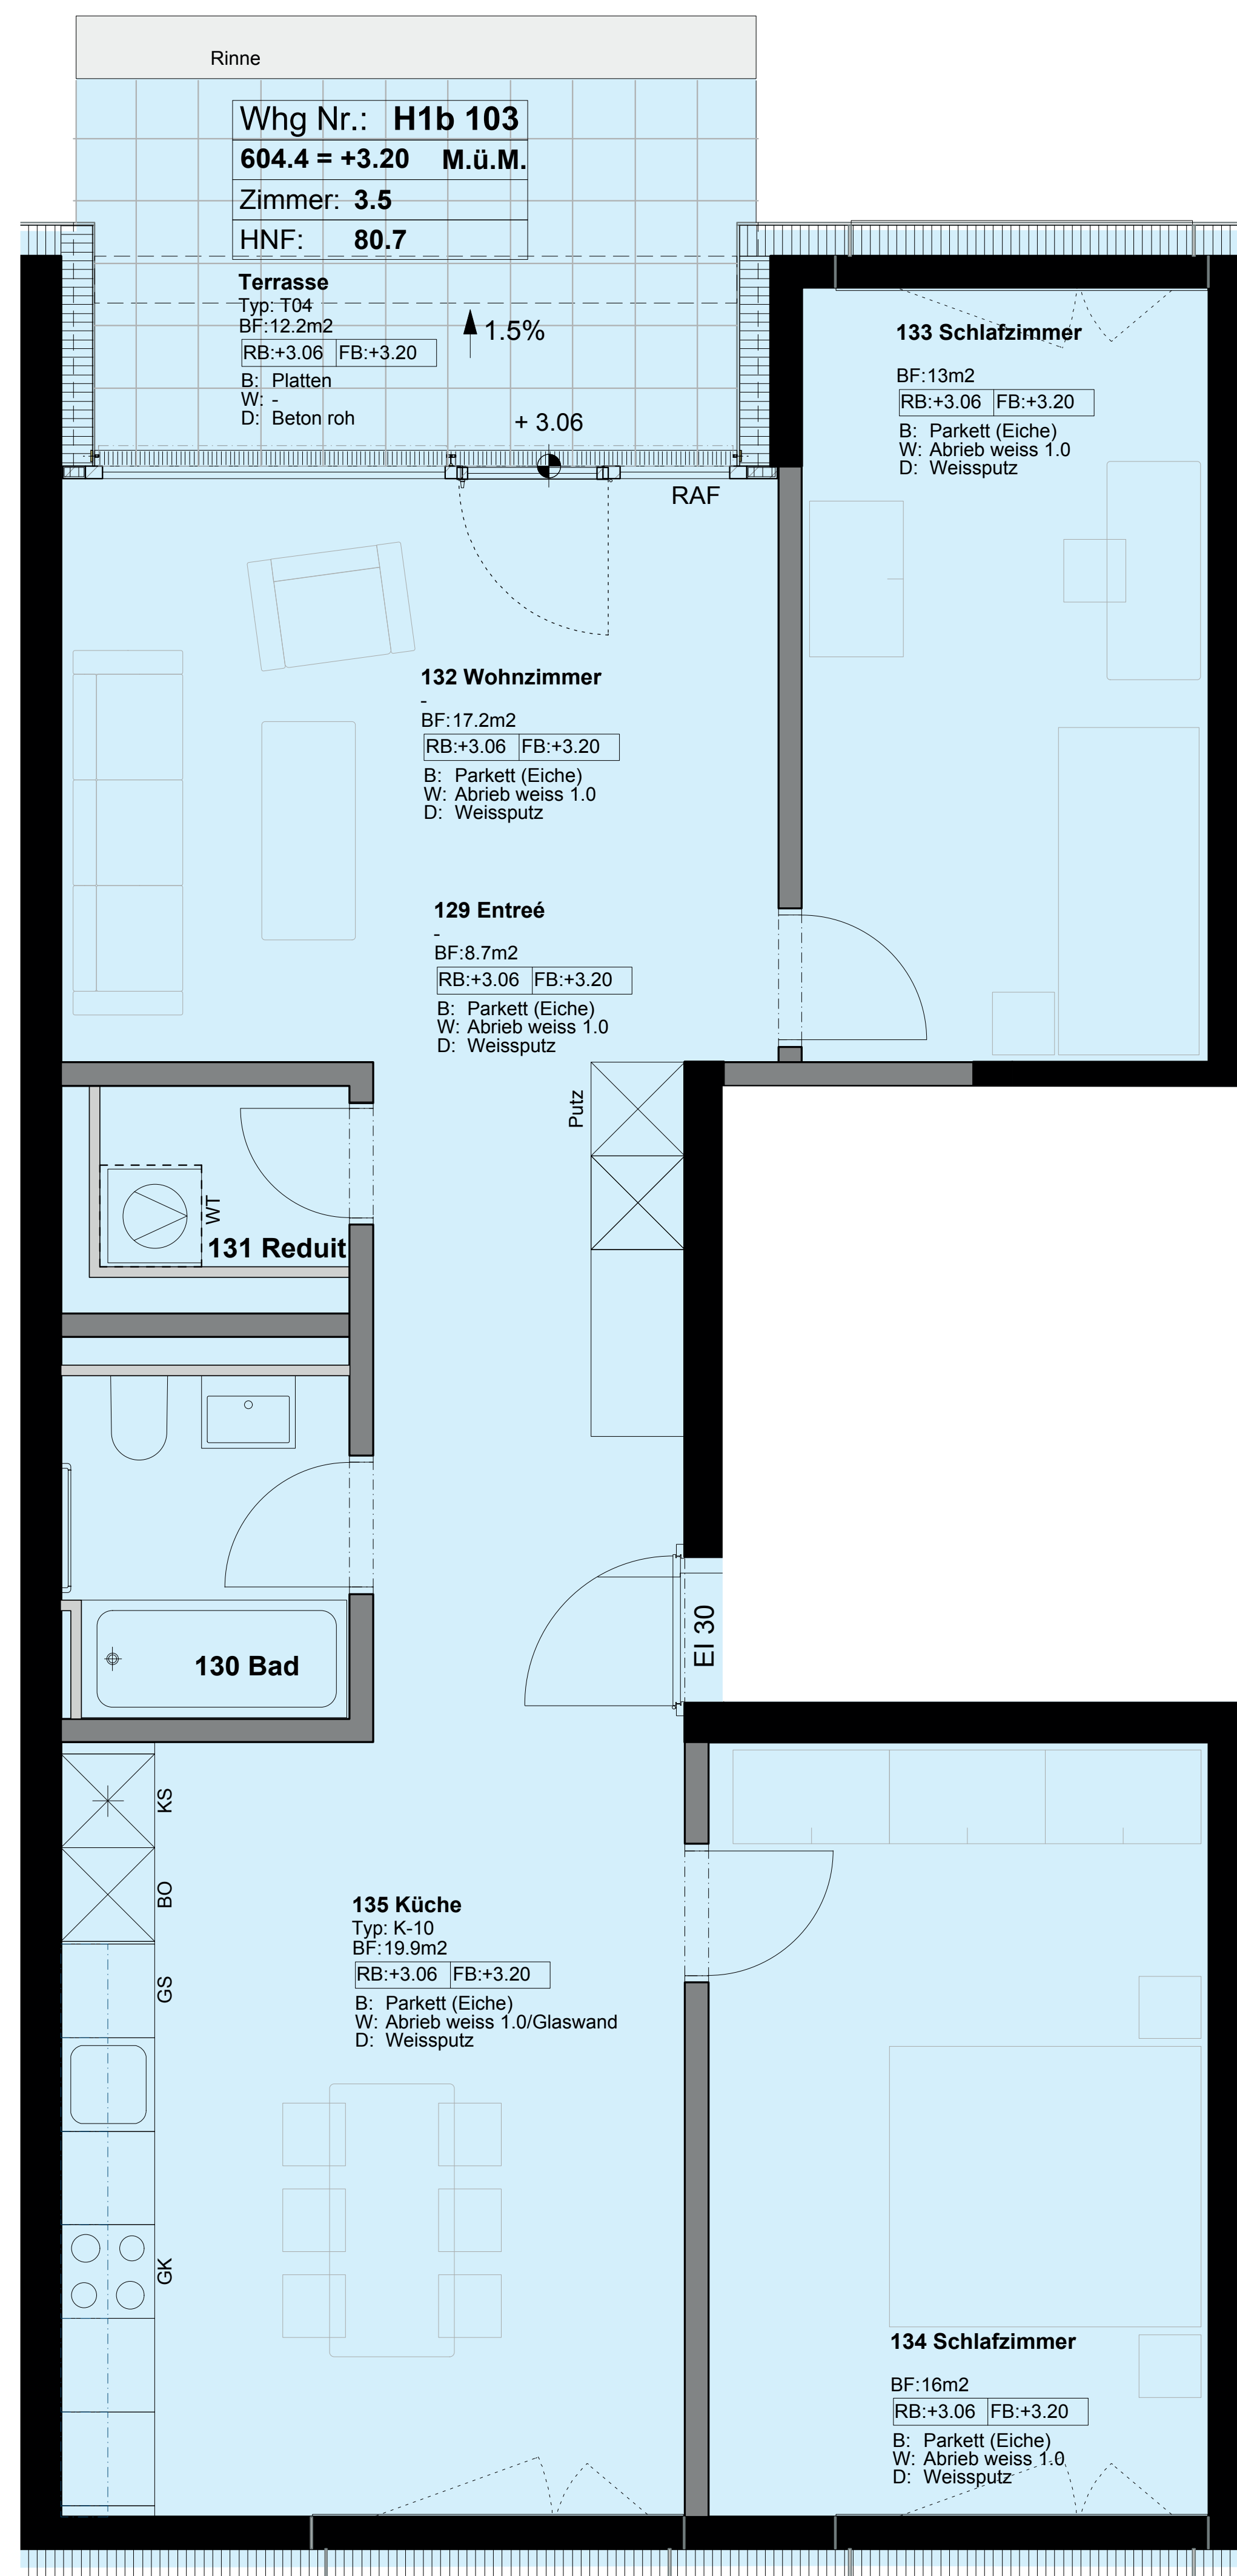 Rinne
Whg Nr.: H1b 103
604.4 = +3.20 M.ü.M.
Zimmer: 3.5
HNF: 80.7
Terrasse
Typ: T04
BF:12.2m2
RB:+3.06 FB:+3.20
B: Platten
W: -
D: Beton roh
1.5%
+ 3.06
RAF
133 Schlafzimmer
BF:13m2
RB:+3.06 FB:+3.20
B: Parkett (Eiche)
W: Abrieb weiss 1.0
D: Weissputz
132 Wohnzimmer
-
BF:17.2m2
RB:+3.06 FB:+3.20
B: Parkett (Eiche)
W: Abrieb weiss 1.0
D: Weissputz
129 Entreé
-
BF:8.7m2
RB:+3.06 FB:+3.20
B: Parkett (Eiche)
W: Abrieb weiss 1.0
D: Weissputz
Putz
WT
131 Reduit
EI 30
130 Bad
KS
BO
GS
GK
135 Küche
Typ: K-10
BF:19.9m2
RB:+3.06 FB:+3.20
B: Parkett (Eiche)
W: Abrieb weiss 1.0/Glaswand
D: Weissputz
134 Schlafzimmer
BF:16m2
RB:+3.06 FB:+3.20
B: Parkett (Eiche)
W: Abrieb weiss 1.0
D: Weissputz